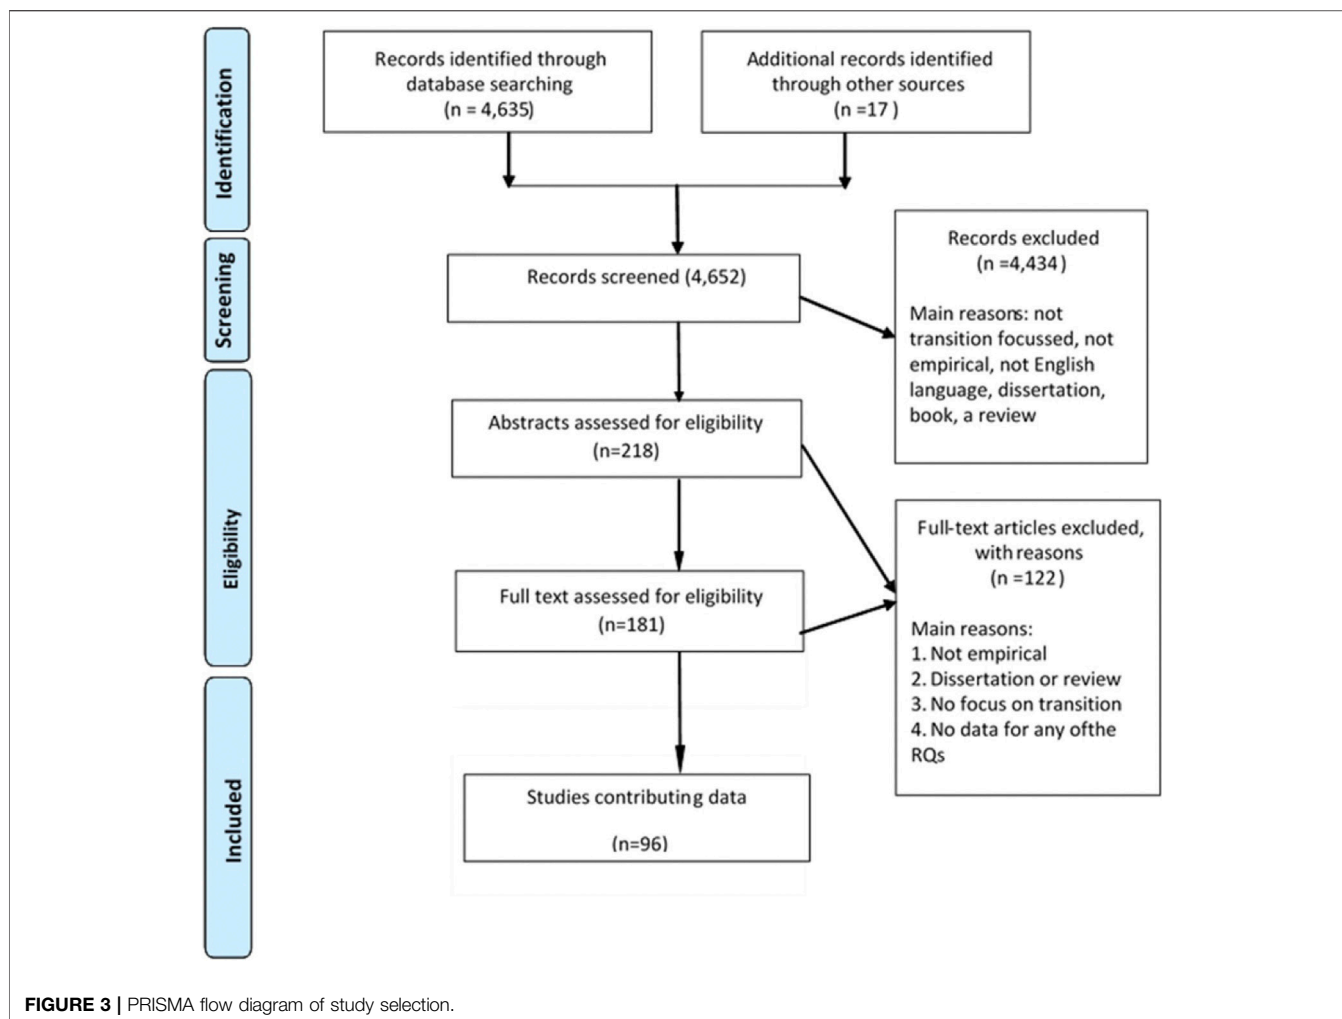 Identification
Records identified through
database searching
(n = 4,635)
Additional records identified
through other sources
(n =17 )
Screening
Records screened (4,652)
Records excluded
(n =4,434)
Main reasons: not
transition focussed, not
empirical, not English
language, dissertation,
book, a review
Eligibility
Abstracts assessed for eligibility
(n=218)
Full text assessed for eligibility
(n=181)
Full-text articles excluded,
with reasons
(n =122)
Main reasons:
1. Not empirical
2. Dissertation or review
3. No focus on transition
4. No data for any ofthe
RQs
Included
Studies contributing data
(n=96)
FIGURE 3 | PRISMA flow diagram of study selection.